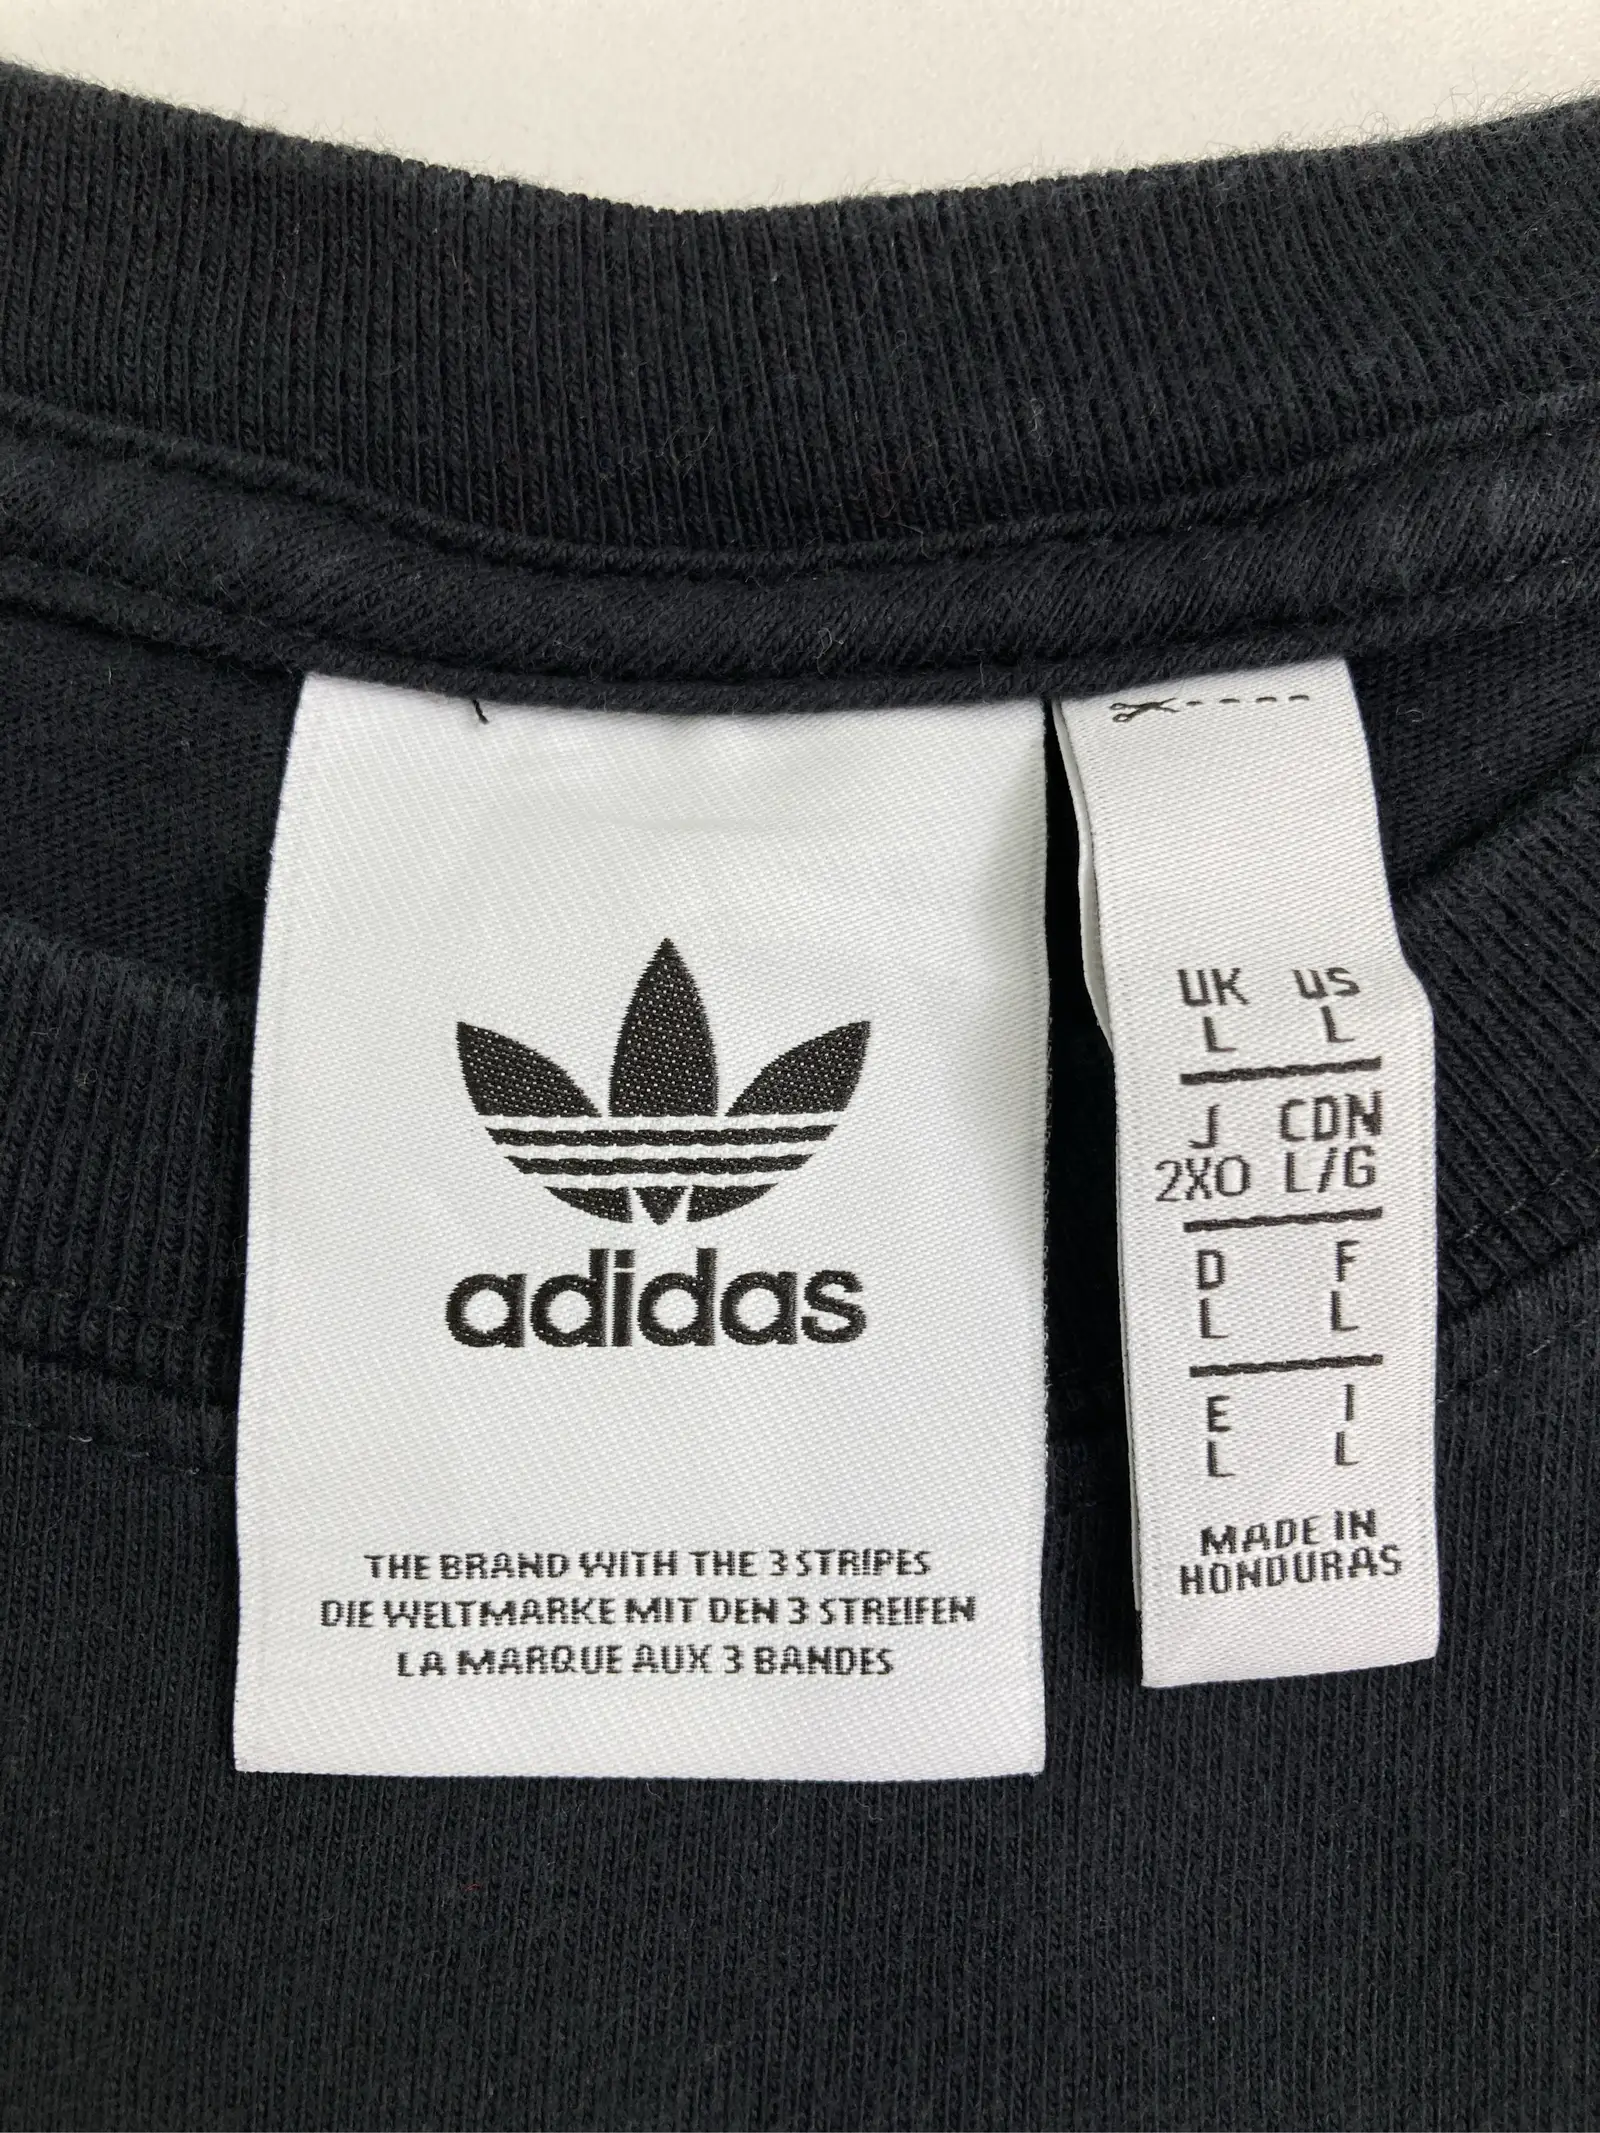 adidas
THE BRAND WITH THE 3 STRIPES
DIE WELTMARKE MIT DEN 3 STREIFEN
LA MARQUE AUX 3 BANDES
UK US
L L
J CDN
2XO L/G
D F
L L
E I
L L
MADE IN
HONDURAS